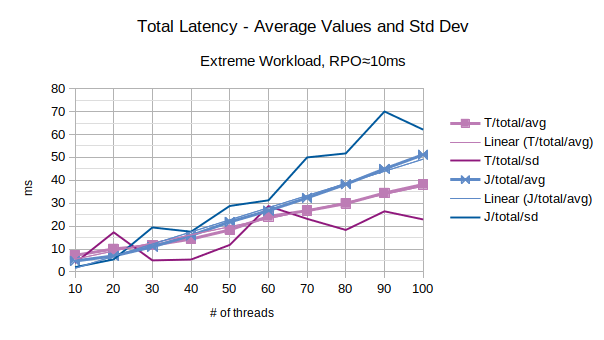 Total Latency - Average Values and Std Dev
Extreme Workload, RPO≈10ms
80
70
60
50
40
30
20
10
0
ms
10 20 30 40 50 60 70 80 90 100
# of threads
T/total/avg
Linear (T/total/avg)
T/total/sd
J/total/avg
Linear (J/total/avg)
J/total/sd